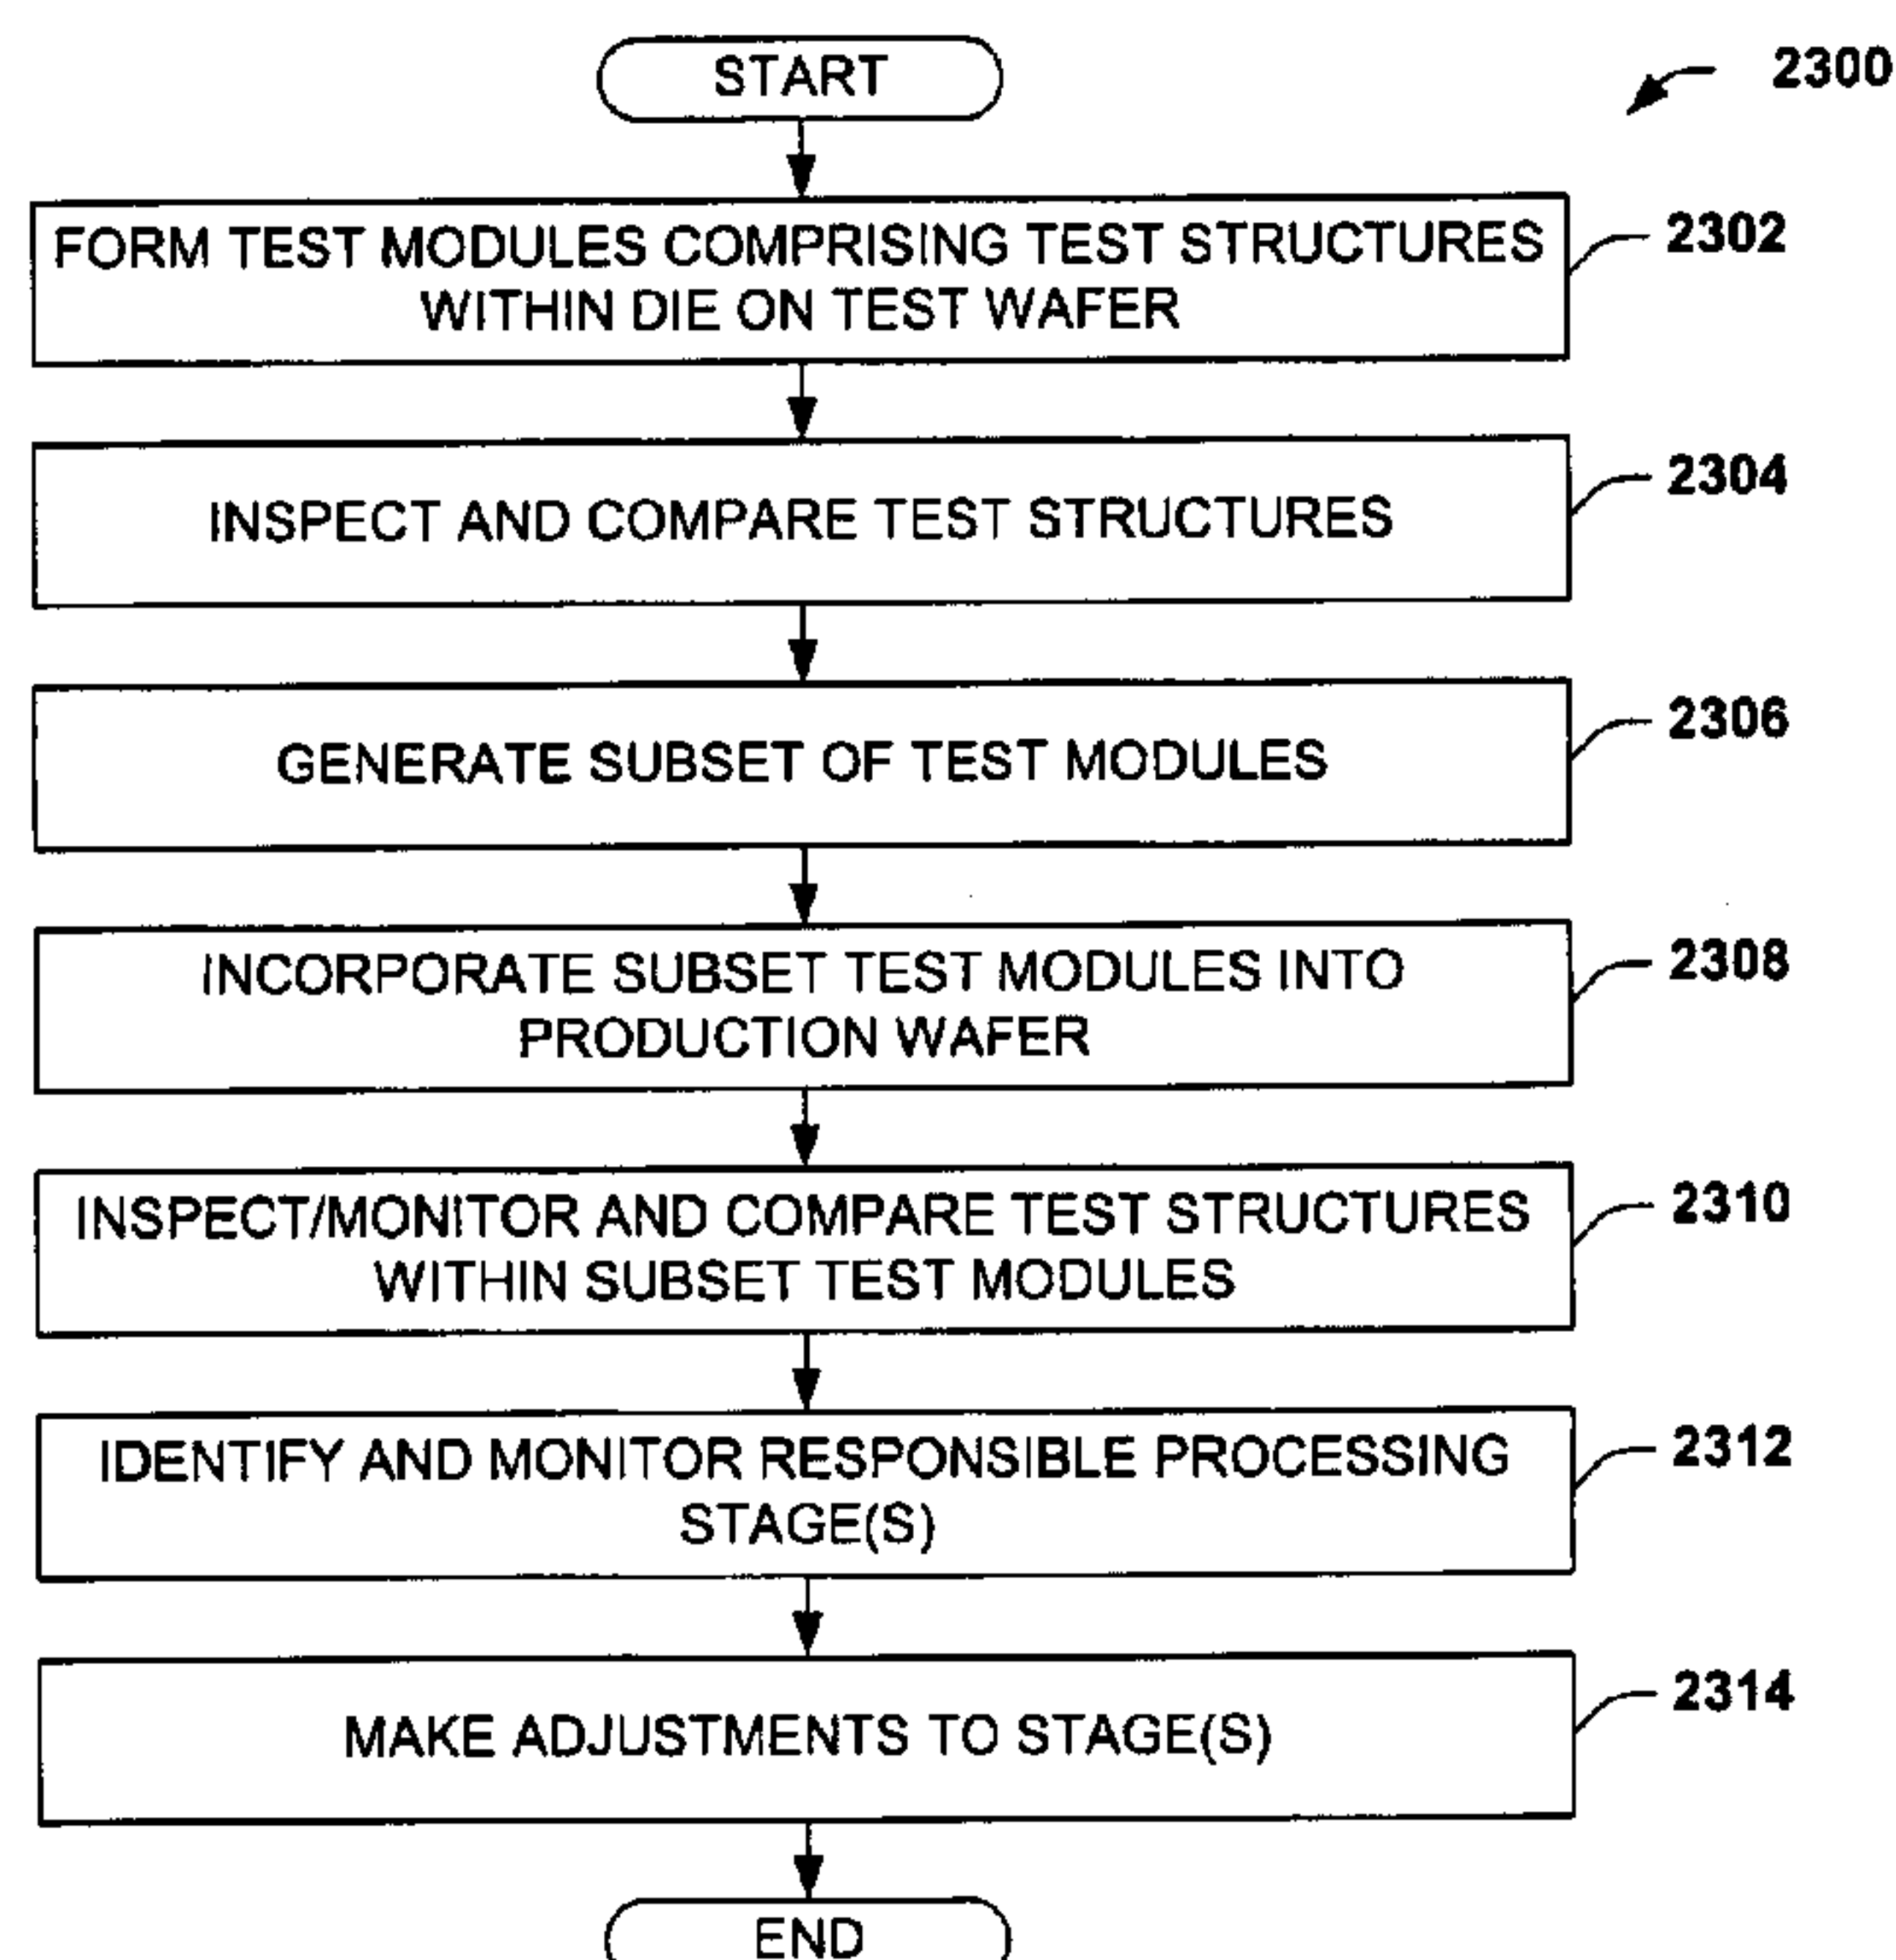 START
2300
FORM TEST MODULES COMPRISING TEST STRUCTURES
WITHIN DIE ON TEST WAFER
2302
INSPECT AND COMPARE TEST STRUCTURES
2304
GENERATE SUBSET OF TEST MODULES
2306
INCORPORATE SUBSET TEST MODULES INTO
PRODUCTION WAFER
2308
INSPECT/MONITOR AND COMPARE TEST STRUCTURES
WITHIN SUBSET TEST MODULES
2310
IDENTIFY AND MONITOR RESPONSIBLE PROCESSING
STAGE(S)
2312
MAKE ADJUSTMENTS TO STAGE(S)
2314
END